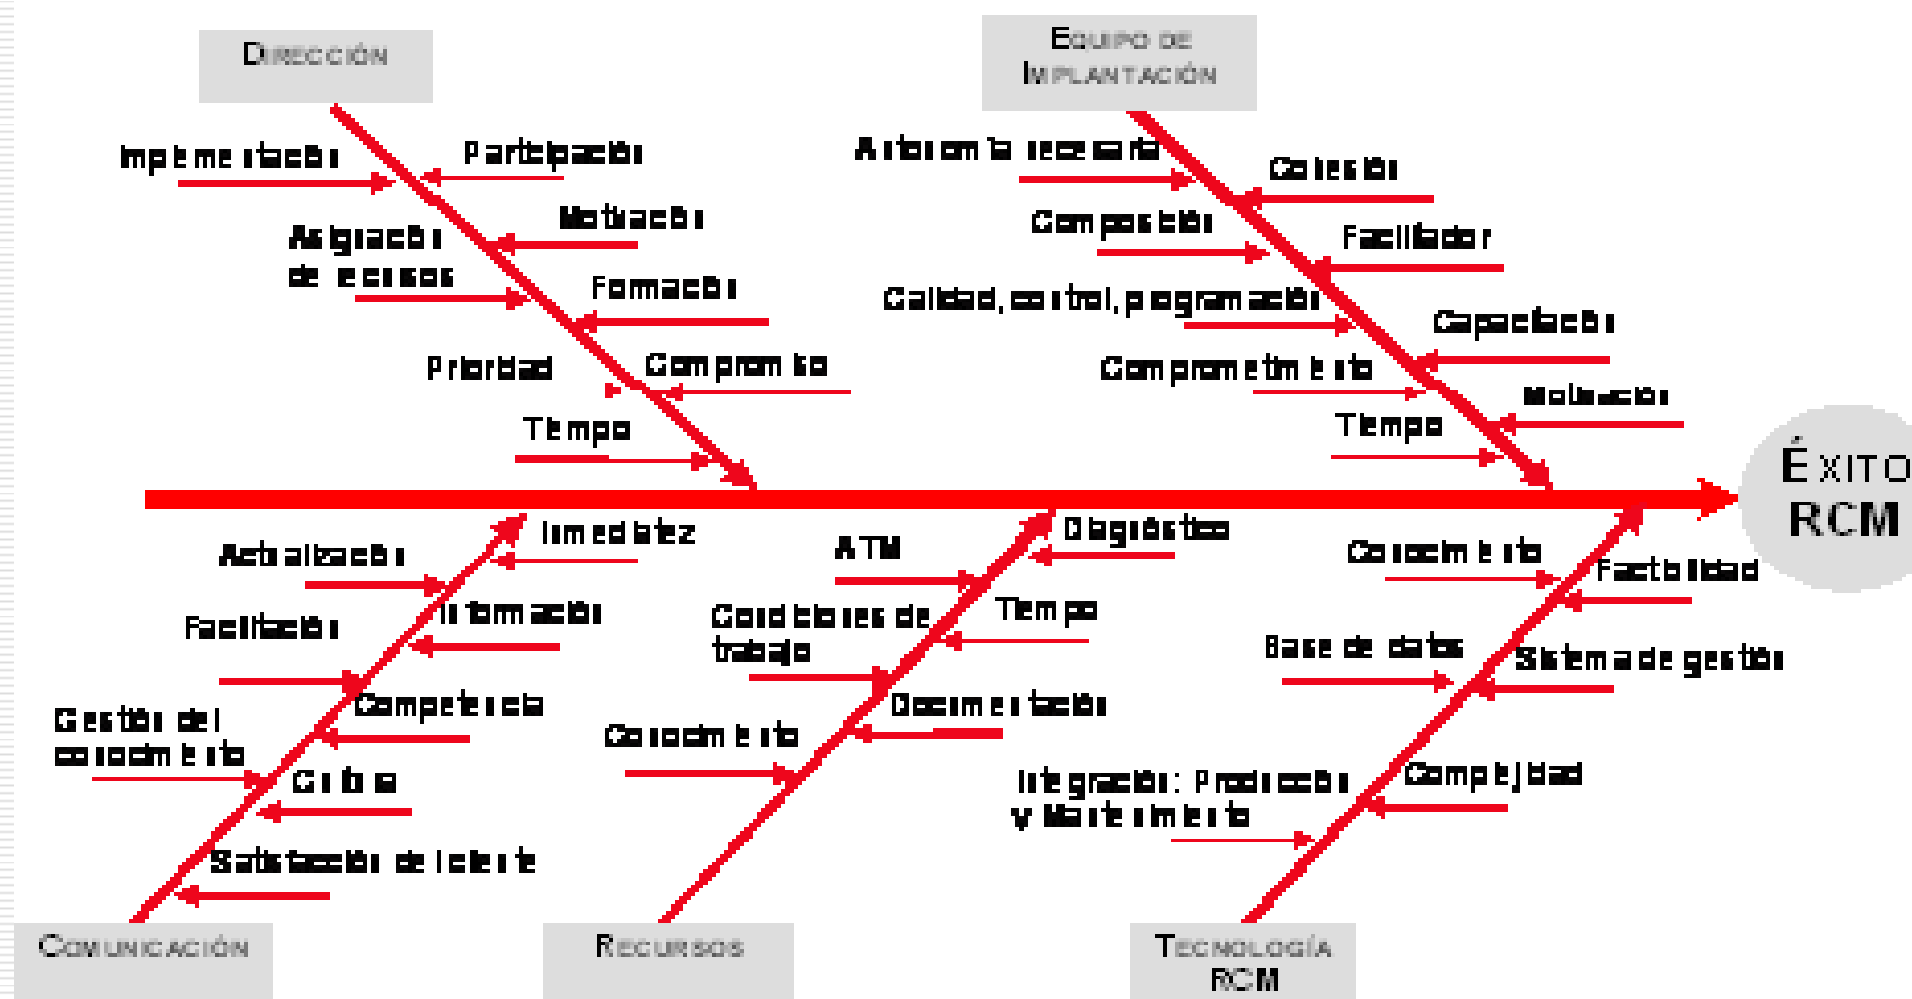 DIRECCIÓN
EQUIPO DE
IMPLANTACIÓN
Implementación
Participación
Motivación
Asignación
de recursos
Formación
Prioridad
Compromiso
Tiempo
Autonomía necesaria
Cohesión
Composición
Facilitador
Calidad, control, programación
Capacitación
Comprometimiento
Motivación
Tiempo
ÉXITO
RCM
Actualización
Inmediatez
Facilitación
Información
Gestión del
conocimiento
Competencia
Cultura
Satisfacción del cliente
ATM
Diagnóstico
Condiciones de
trabajo
Tiempo
Conocimiento
Documentación
Conocimiento
Factibilidad
Base de datos
Sistema de gestión
Integración: Producción
y Mantenimiento
Complejidad
COMUNICACIÓN
RECURSOS
TECNOLOGÍA
RCM